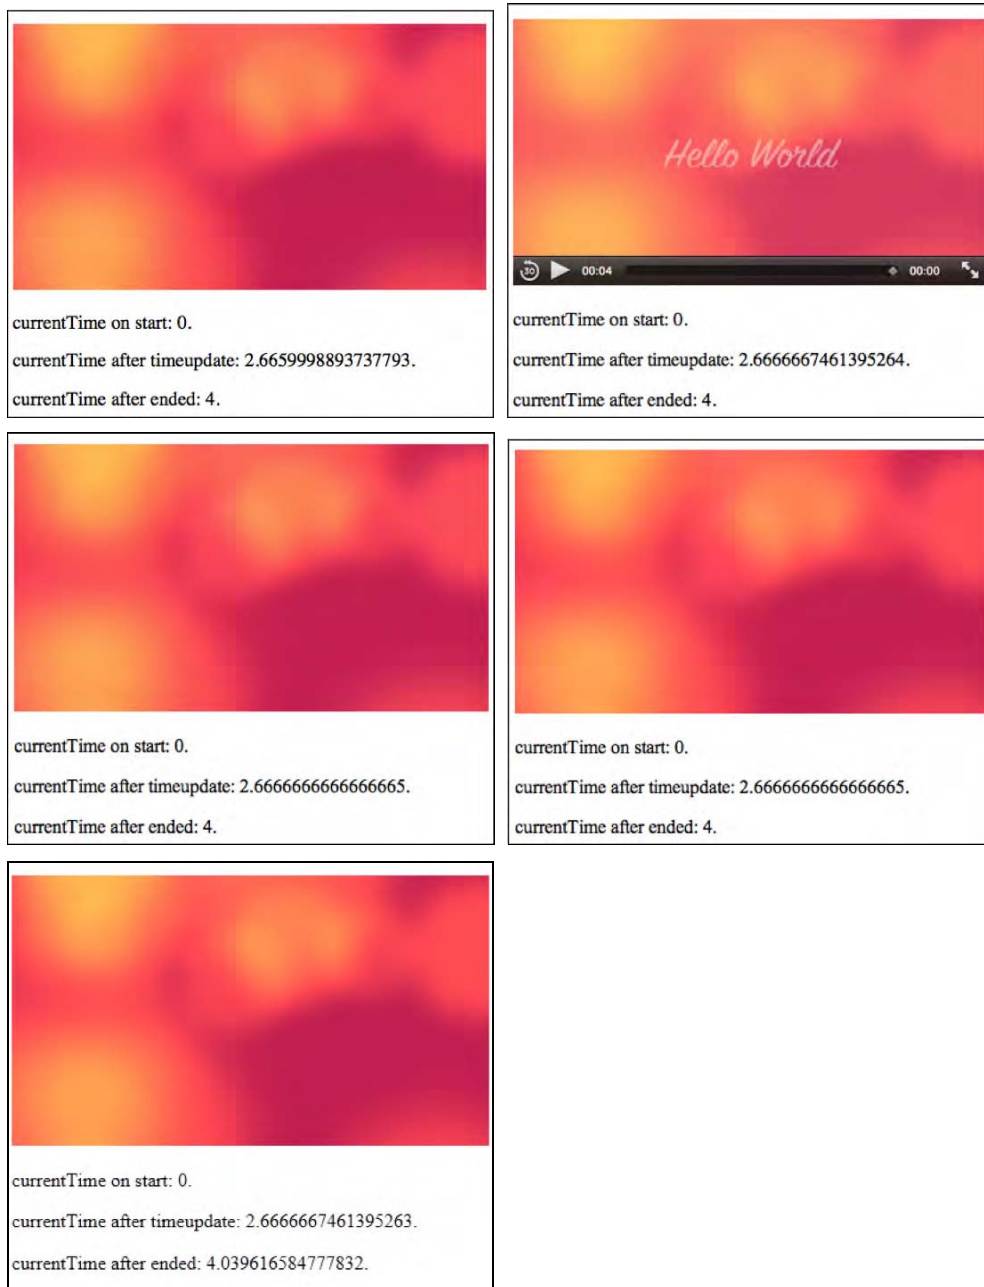 currentTime on start: 0.
currentTime after timeupdate: 2.6659998893737793.
currentTime after ended: 4.
Hello World
30 00:04 00:00
currentTime on start: 0.
currentTime after timeupdate: 2.6666667461395264.
currentTime after ended: 4.
currentTime on start: 0.
currentTime after timeupdate: 2.6666666666666665.
currentTime after ended: 4.
currentTime on start: 0.
currentTime after timeupdate: 2.6666666666666665.
currentTime after ended: 4.
currentTime on start: 0.
currentTime after timeupdate: 2.6666667461395263.
currentTime after ended: 4.039616584777832.